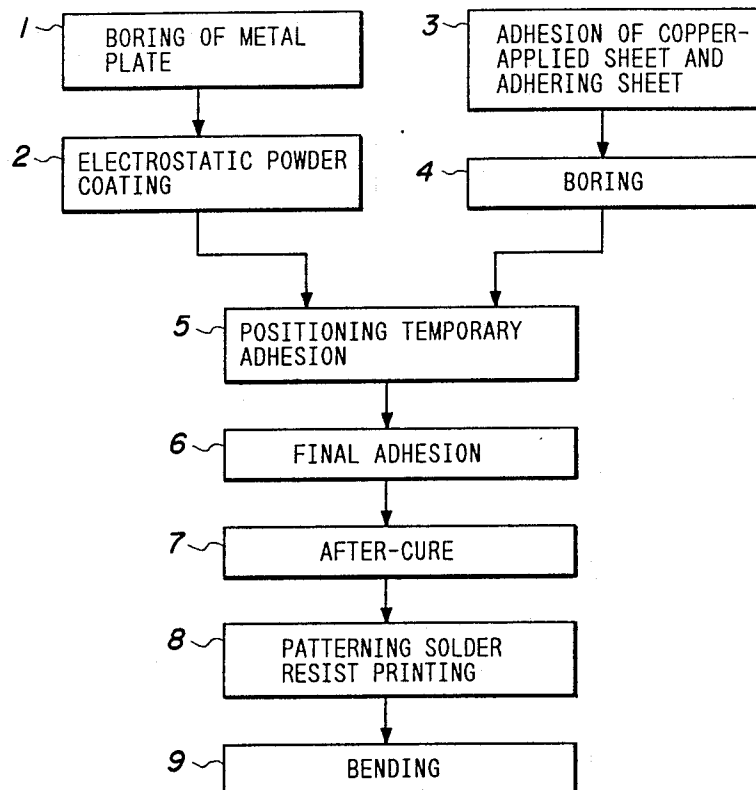 1
BORING OF METAL
PLATE
2
ELECTROSTATIC POWDER
COATING
3
ADHESION OF COPPER-
APPLIED SHEET AND
ADHERING SHEET
4
BORING
5
POSITIONING TEMPORARY
ADHESION
6
FINAL ADHESION
7
AFTER-CURE
8
PATTERNING SOLDER
RESIST PRINTING
9
BENDING